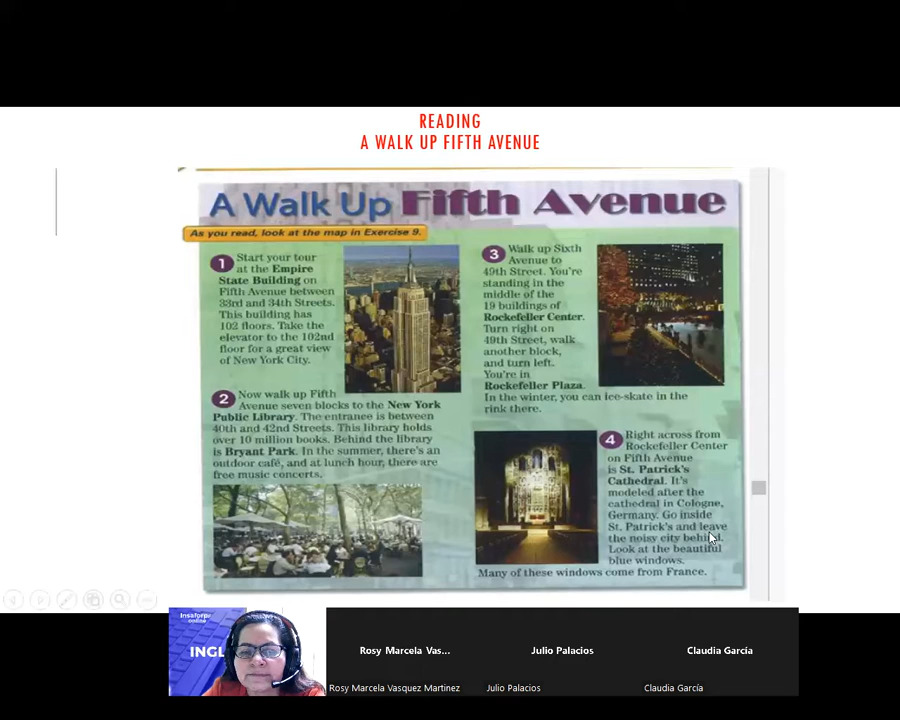 READING
A WALK UP FIFTH AVENUE
A Walk Up Fifth Avenue
As you read, look at the map in Exercise 9.
1 Start your tour
at the Empire
State Building on
Fifth Avenue between
33rd and 34th Streets.
This building has
102 floors. Take the
elevator to the 102nd
floor for a great view
of New York City.
2 Now walk up Fifth
Avenue seven blocks to the New York
Public Library. The entrance is between
40th and 42nd Streets. This library holds
over 10 million books. Behind the library
is Bryant Park. In the summer, there's an
outdoor café, and at lunch hour, there are
free music concerts.
3 Walk up Sixth
Avenue to
49th Street. You're
standing in the
middle of the
19 buildings of
Rockefeller Center.
Turn right on
49th Street, walk
another block,
and turn left.
You're in
Rockefeller Plaza.
In the winter, you can ice-skate in the
rink there.
4 Right across from
Rockefeller Center
on Fifth Avenue
is St. Patrick's
Cathedral. It's
modeled after the
cathedral in Cologne,
Germany. Go inside
St. Patrick's and leave
the noisy city behind.
Look at the beautiful
blue windows.
Many of these windows come from France.
Insaforp
online
INGL
Rosy Marcela Vas...
Julio Palacios
Claudia García
Rosy Marcela Vasquez Martinez
Julio Palacios
Claudia García